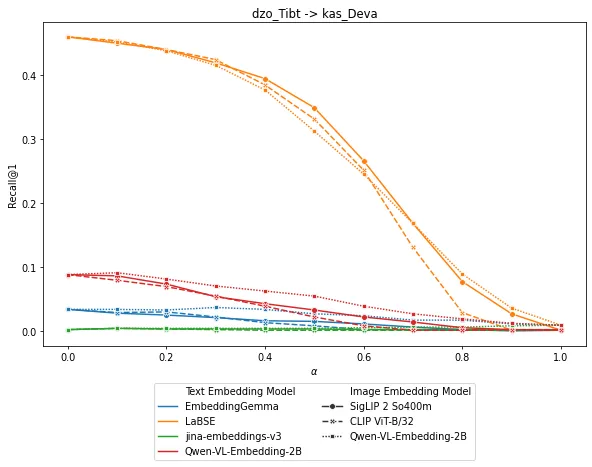 dzo_Tibt -> kas_Deva
Recall@1
0.4
0.3
0.2
0.1
0.0
0.0 0.2 0.4 0.6 0.8 1.0
α
Text Embedding Model Image Embedding Model
EmbeddingGemma SigLIP 2 So400m
LaBSE CLIP ViT-B/32
jina-embeddings-v3 Qwen-VL-Embedding-2B
Qwen-VL-Embedding-2B